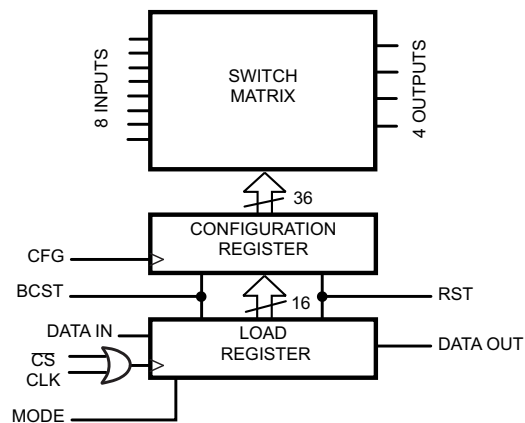 8 INPUTS
SWITCH
MATRIX
4 OUTPUTS
36
CONFIGURATION
REGISTER
CFG
BCST
16
RST
DATA IN
LOAD
REGISTER
DATA OUT
C̅S̅
CLK
MODE